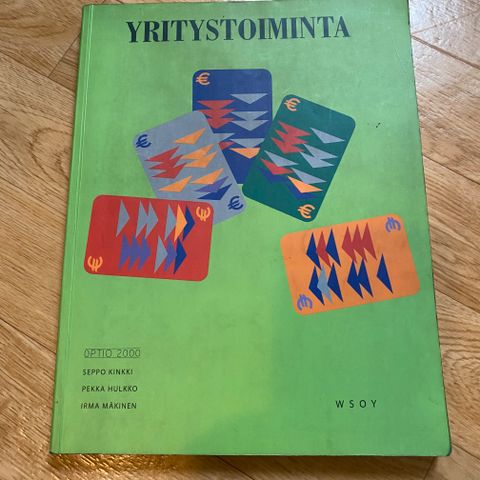 YRITYSTOIMINTA
€ €
€ €
€ €
€ €
€ €
OPTIO 2000
SEPPO KINKKI
PEKKA HULKKO
IRMA MÄKINEN
WSOY